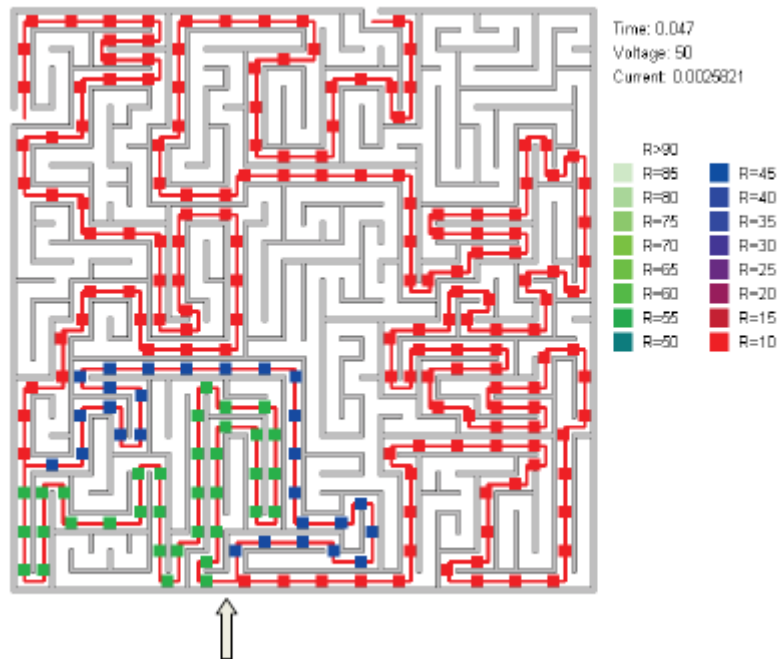 Time: 0.047
Voltage: 50
Current: 0.0025821
R>90
R=85
R=80
R=75
R=70
R=65
R=60
R=55
R=50
R=45
R=40
R=35
R=30
R=25
R=20
R=15
R=10